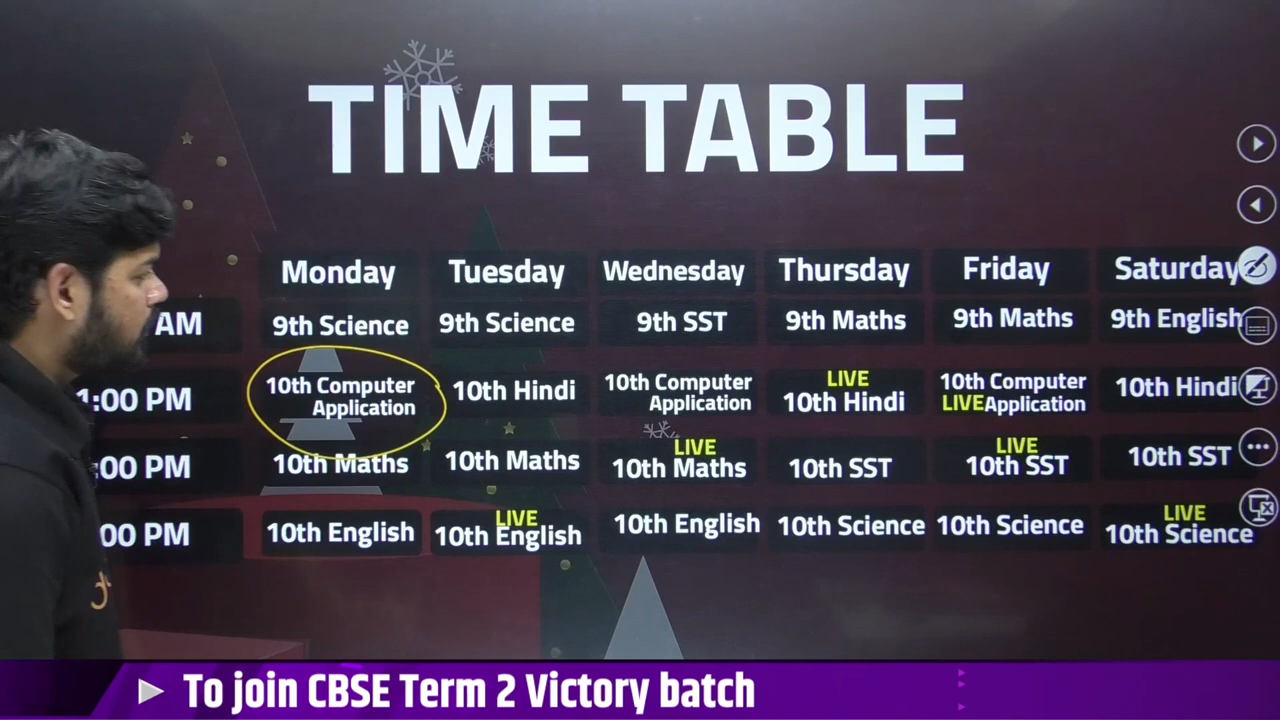 TIME TABLE
Monday Tuesday Wednesday Thursday Friday Saturday
AM 9th Science 9th Science 9th SST 9th Maths 9th Maths 9th English
1:00 PM 10th Computer Application 10th Hindi 10th Computer Application LIVE 10th Hindi 10th Computer LIVE Application 10th Hindi
:00 PM 10th Maths 10th Maths LIVE 10th Maths 10th SST LIVE 10th SST 10th SST
00 PM 10th English LIVE 10th English 10th English 10th Science 10th Science LIVE 10th Science
To join CBSE Term 2 Victory batch